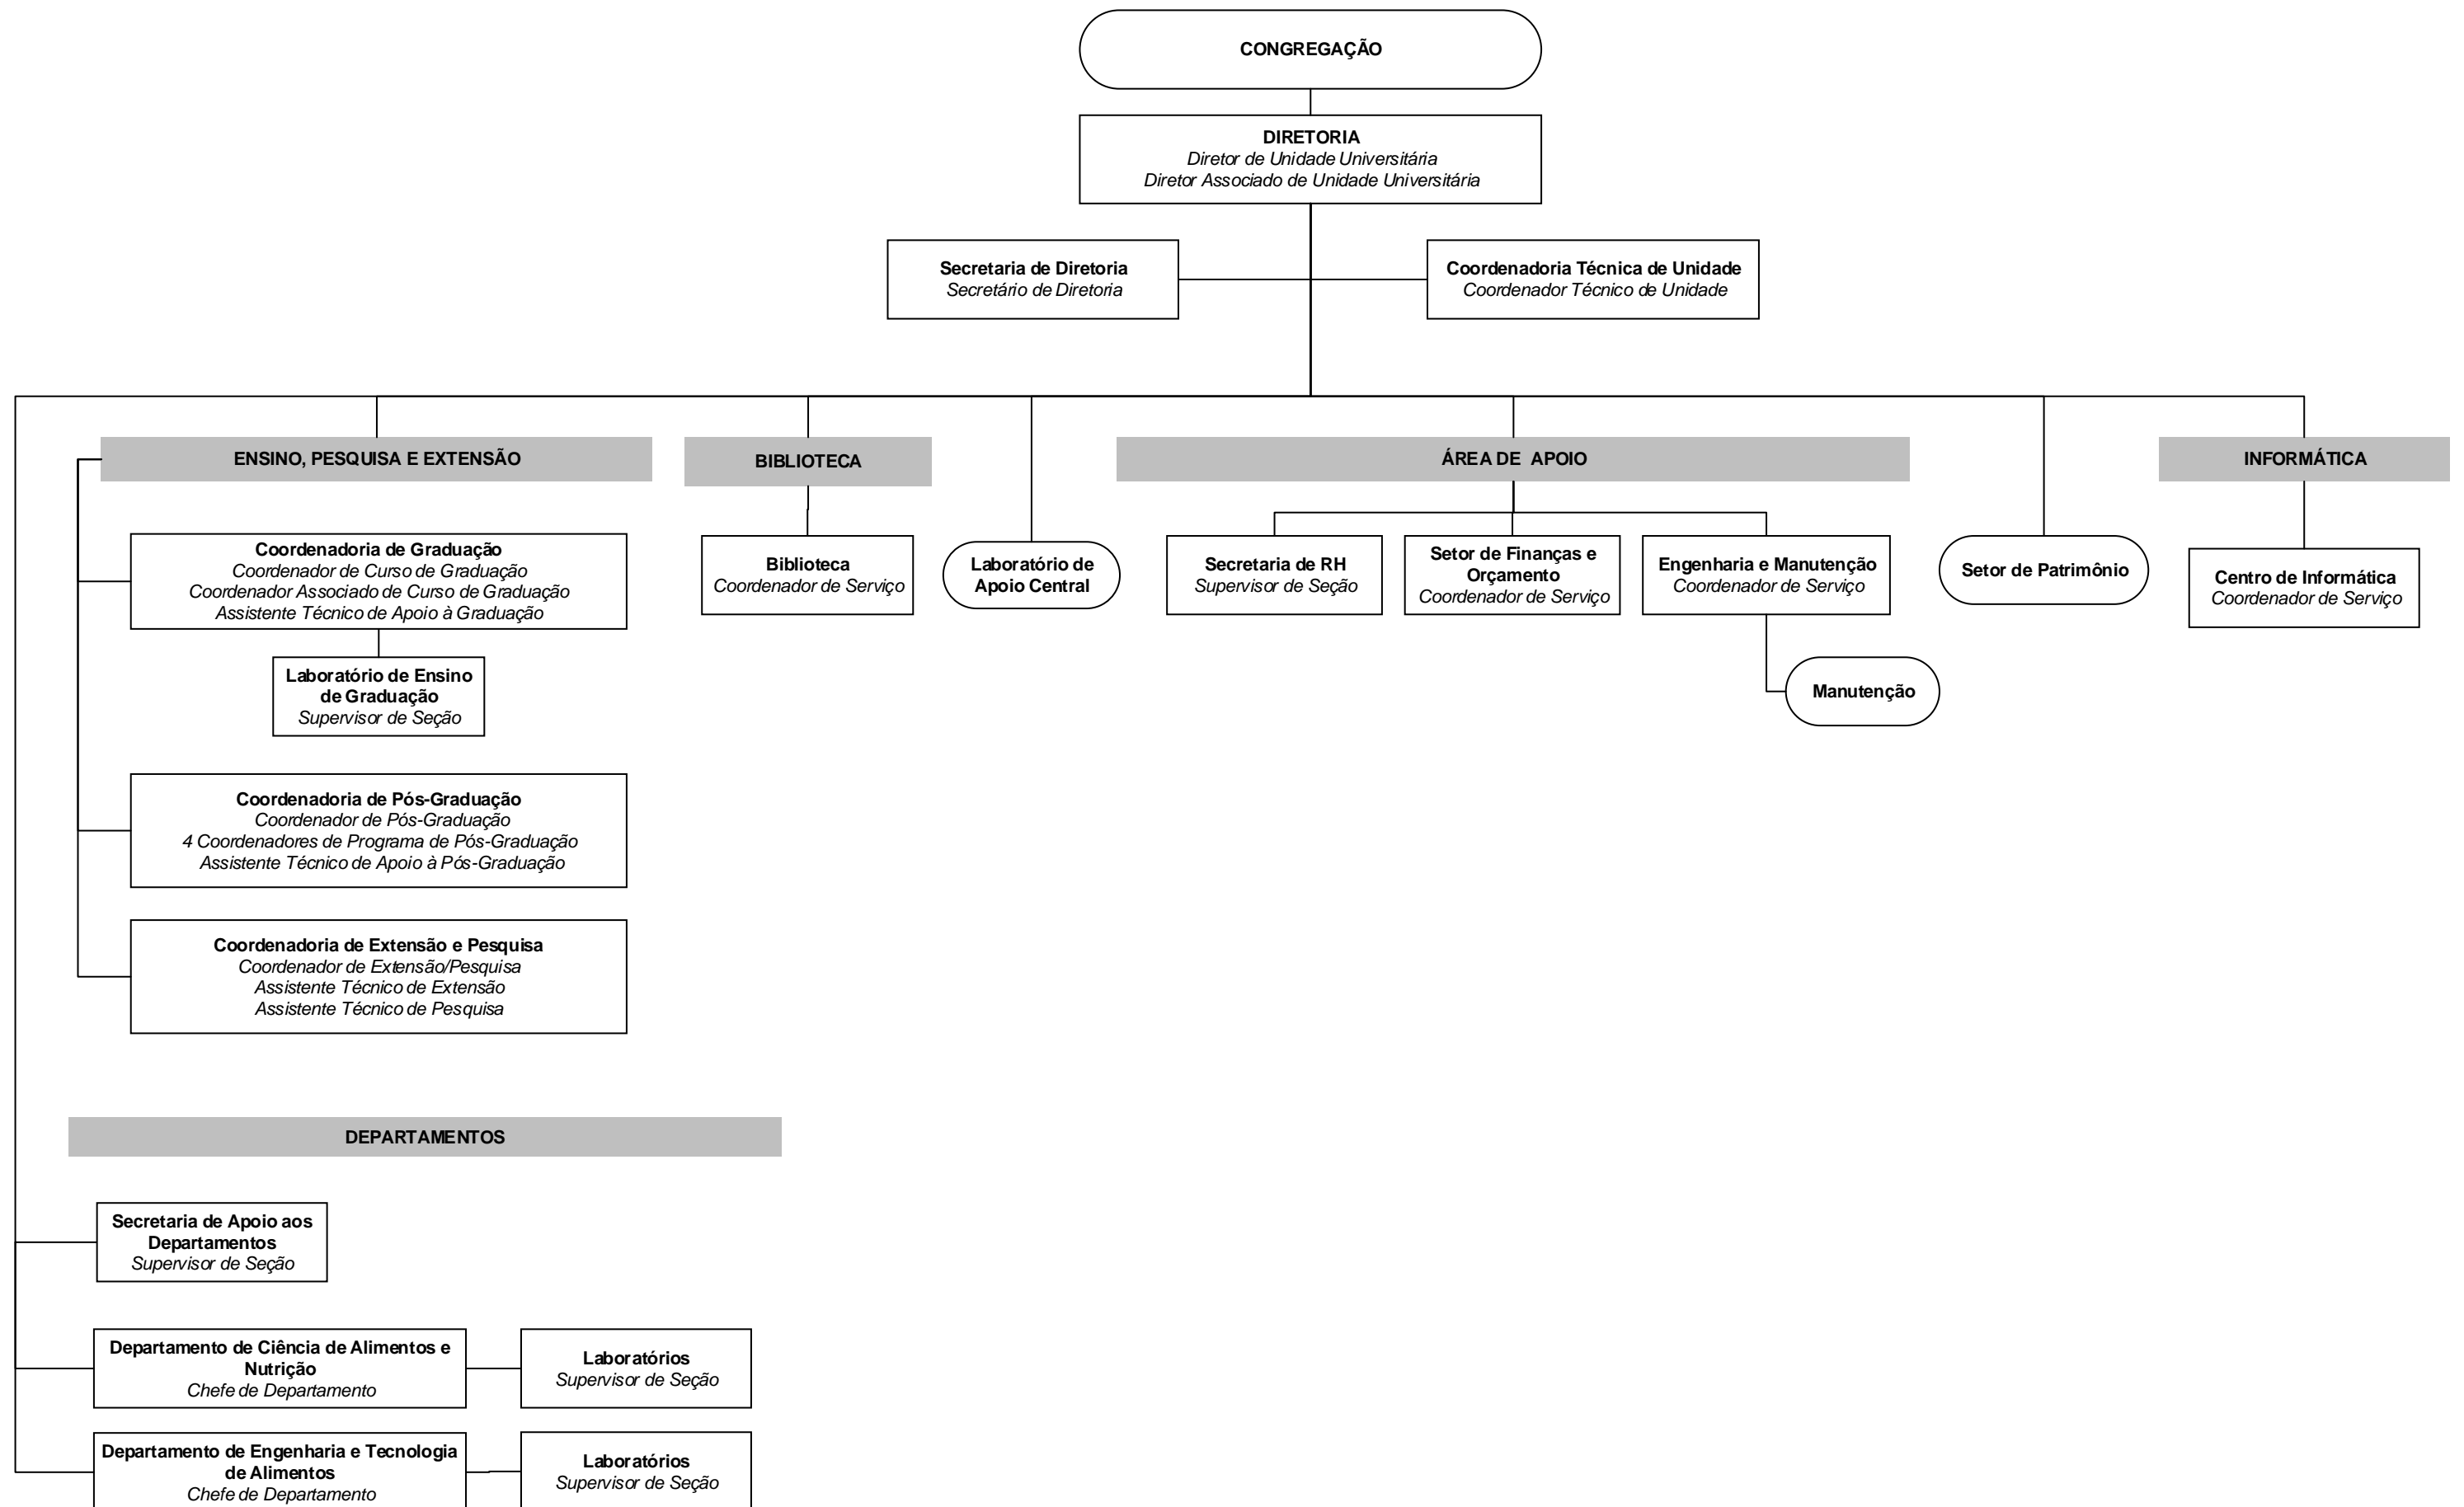 CONGREGAÇÃO
DIRETORIA
Diretor de Unidade Universitária
Diretor Associado de Unidade Universitária
Secretaria de Diretoria
Secretário de Diretoria
Coordenadoria Técnica de Unidade
Coordenador Técnico de Unidade
ENSINO, PESQUISA E EXTENSÃO
BIBLIOTECA
ÁREA DE APOIO
INFORMÁTICA
Coordenadoria de Graduação
Coordenador de Curso de Graduação
Coordenador Associado de Curso de Graduação
Assistente Técnico de Apoio à Graduação
Biblioteca
Coordenador de Serviço
Laboratório de
Apoio Central
Secretaria de RH
Supervisor de Seção
Setor de Finanças e
Orçamento
Coordenador de Serviço
Engenharia e Manutenção
Coordenador de Serviço
Setor de Patrimônio
Centro de Informática
Coordenador de Serviço
Laboratório de Ensino
de Graduação
Supervisor de Seção
Manutenção
Coordenadoria de Pós-Graduação
Coordenador de Pós-Graduação
4 Coordenadores de Programa de Pós-Graduação
Assistente Técnico de Apoio à Pós-Graduação
Coordenadoria de Extensão e Pesquisa
Coordenador de Extensão/Pesquisa
Assistente Técnico de Extensão
Assistente Técnico de Pesquisa
DEPARTAMENTOS
Secretaria de Apoio aos
Departamentos
Supervisor de Seção
Departamento de Ciência de Alimentos e
Nutrição
Chefe de Departamento
Laboratórios
Supervisor de Seção
Departamento de Engenharia e Tecnologia
de Alimentos
Chefe de Departamento
Laboratórios
Supervisor de Seção